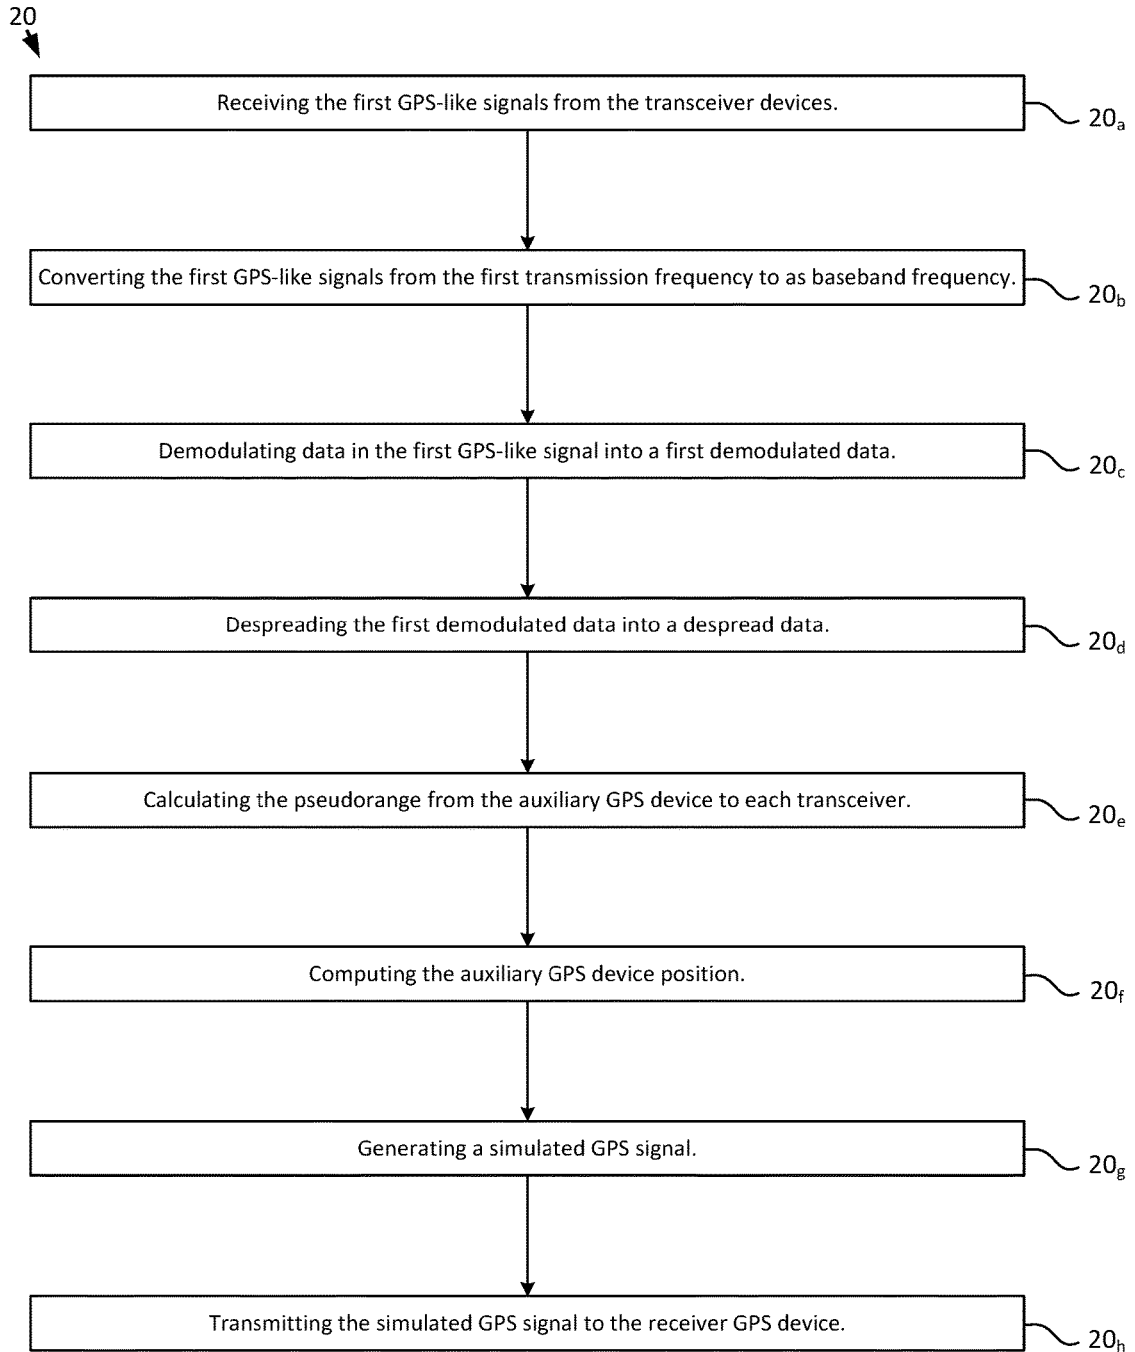 20
Receiving the first GPS-like signals from the transceiver devices.
20a
Converting the first GPS-like signals from the first transmission frequency to as baseband frequency.
20b
Demodulating data in the first GPS-like signal into a first demodulated data.
20c
Despreading the first demodulated data into a despread data.
20d
Calculating the pseudorange from the auxiliary GPS device to each transceiver.
20e
Computing the auxiliary GPS device position.
20f
Generating a simulated GPS signal.
20g
Transmitting the simulated GPS signal to the receiver GPS device.
20h